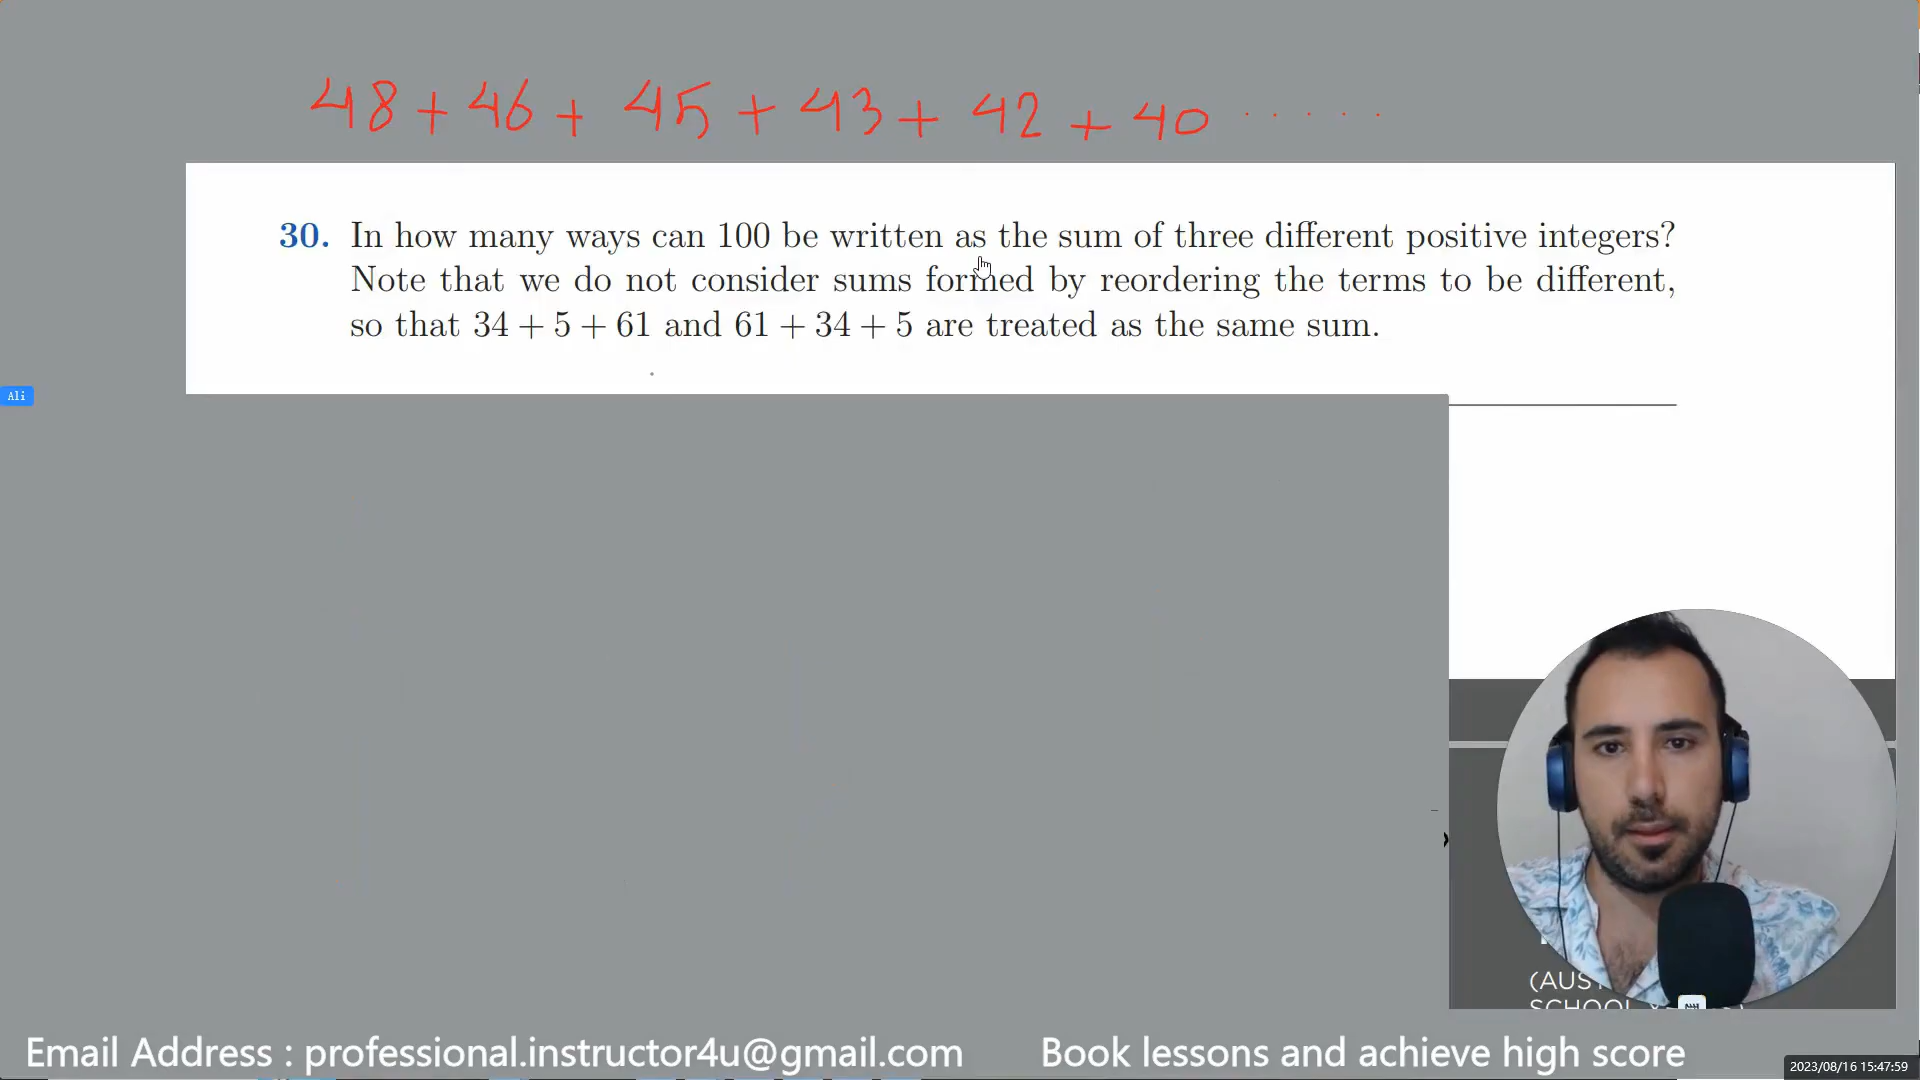 48 + 46 + 45 + 43 + 42 + 40 .....
30. In how many ways can 100 be written as the sum of three different positive integers?
Note that we do not consider sums formed by reordering the terms to be different,
so that 34 + 5 + 61 and 61 + 34 + 5 are treated as the same sum.
Ali
Email Address : professional.instructor4u@gmail.com Book lessons and achieve high score
2023/08/16 15:47:59